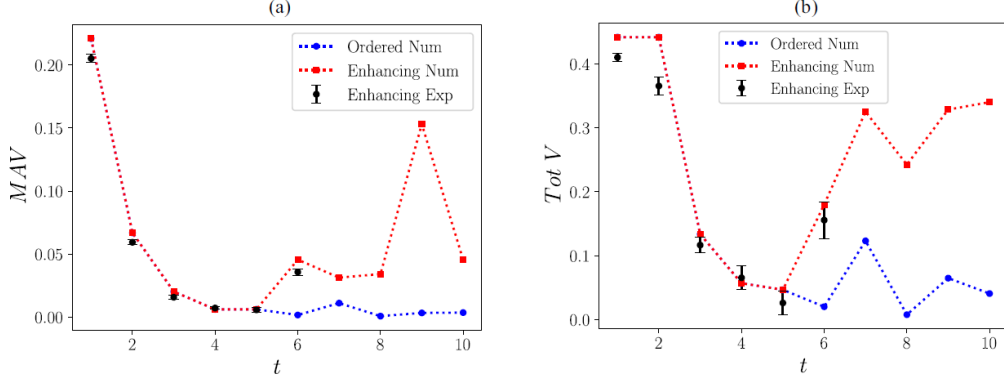 (a)
0.20
0.15
0.10
0.05
0.00
MAV
2
4
6
8
10
t
Ordered Num
Enhancing Num
Enhancing Exp
(b)
0.4
0.3
0.2
0.1
0.0
Tot V
2
4
6
8
10
t
Ordered Num
Enhancing Num
Enhancing Exp